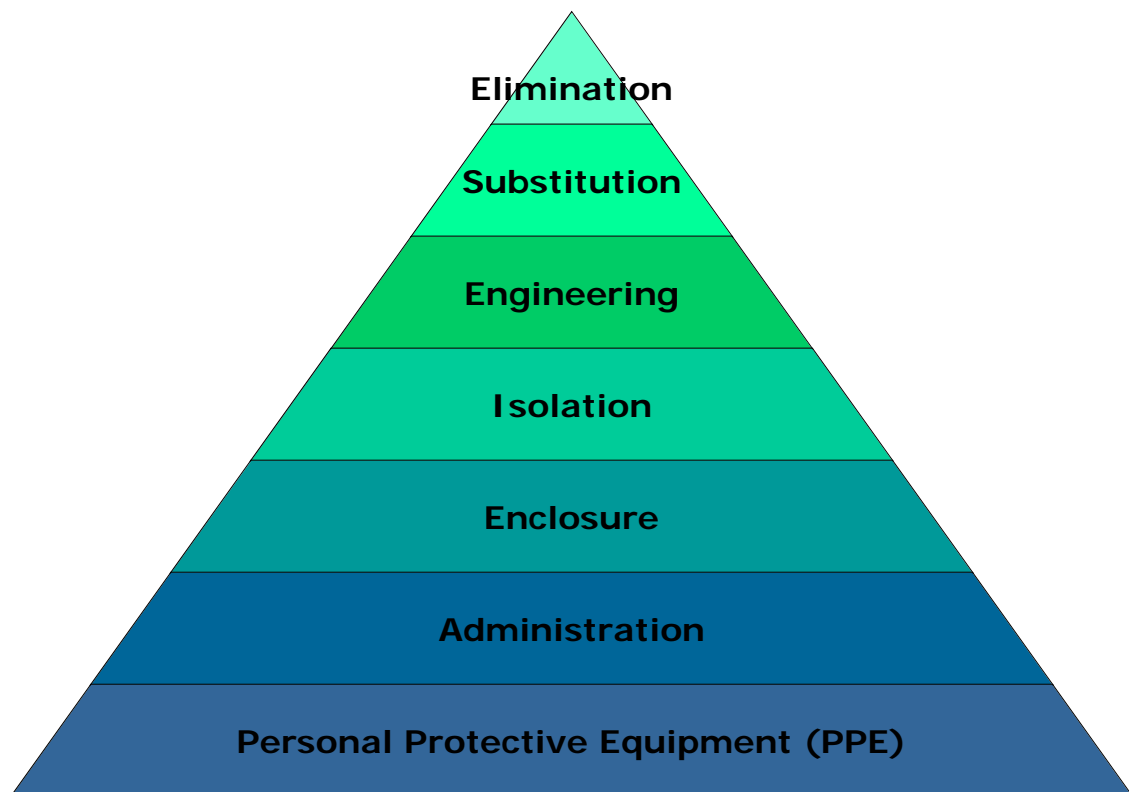 Elimination
Substitution
Engineering
Isolation
Enclosure
Administration
Personal Protective Equipment (PPE)